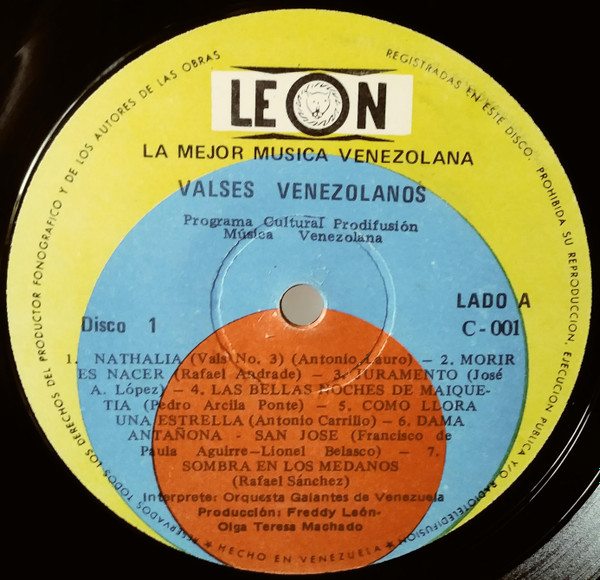 LEON
LA MEJOR MUSICA VENEZOLANA
VALSES VENEZOLANOS
Programa Cultural Prodifusión
Música Venezolana
LADO A
Disco 1
C-001
1. NATHALIA (Vals No. 3) (Antonio Lauro) — 2. MORIR
ES NACER (Rafael Andrade) — 3. JURAMENTO (José
A. López) — 4. LAS BELLAS NOCHES DE MAIQUE-
TIA (Pedro Arcila Ponte) — 5. COMO LLORA
UNA ESTRELLA (Antonio Carrillo) — 6. DAMA
ANTAÑONA - SAN JOSE (Francisco de
Paula Aguirre-Lionel Belasco) — 7.
SOMBRA EN LOS MEDANOS
(Rafael Sánchez)
Intérprete: Orquesta Galantes de Venezuela
Producción: Freddy León-
Olga Teresa Machado
RESERVADOS TODOS LOS DERECHOS DEL PRODUCTOR FONOGRAFICO Y DE LOS AUTORES DE LAS OBRAS REGISTRADAS EN ESTE DISCO. PROHIBIDA SU REPRODUCCION, EJECUCION PUBLICA Y/O RADIOTELEDIFUSION
★ HECHO EN VENEZUELA ★